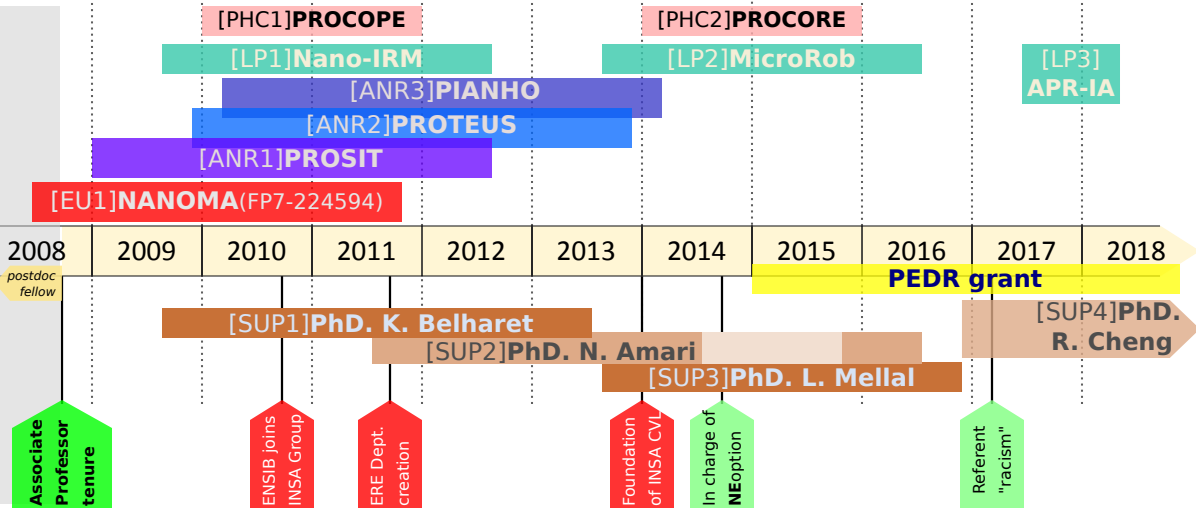 [PHC1]PROCOPE
[PHC2]PROCORE
[LP1]Nano-IRM
[LP2]MicroRob
[LP3]
APR-IA
[ANR3]PIANHO
[ANR2]PROTEUS
[ANR1]PROSIT
[EU1]NANOMA(FP7-224594)
2008 2009 2010 2011 2012 2013 2014 2015 2016 2017 2018
postdoc
fellow
PEDR grant
[SUP1]PhD. K. Belharet
[SUP2]PhD. N. Amari
[SUP3]PhD. L. Mellal
[SUP4]PhD.
R. Cheng
Associate
Professor
tenure
ENSIB joins
INSA Group
ERE Dept.
creation
Foundation
of INSA CVL
In charge of
NEoption
Referent
"racism"